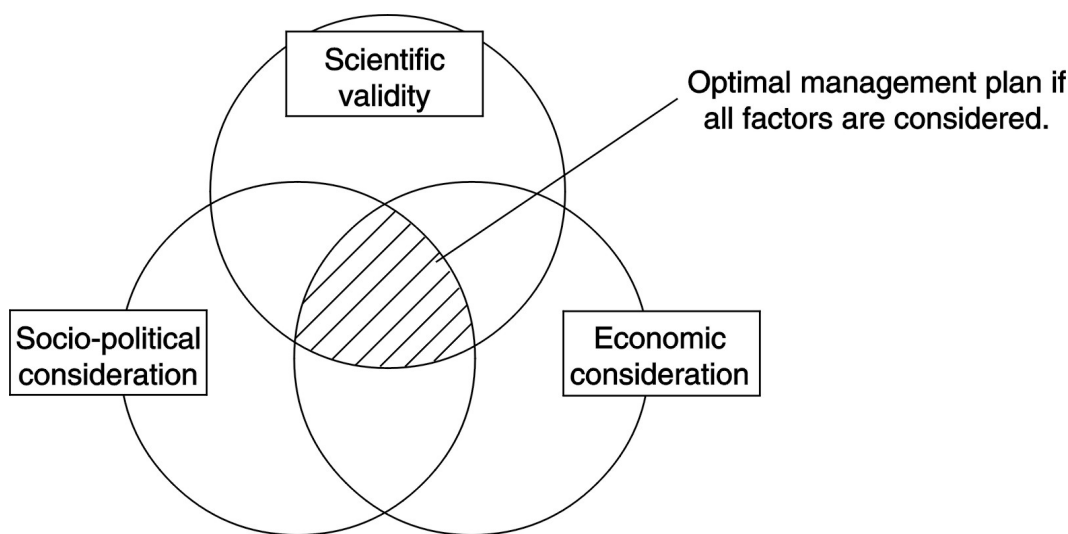 Scientific
validity
Optimal management plan if
all factors are considered.
Socio-political
consideration
Economic
consideration